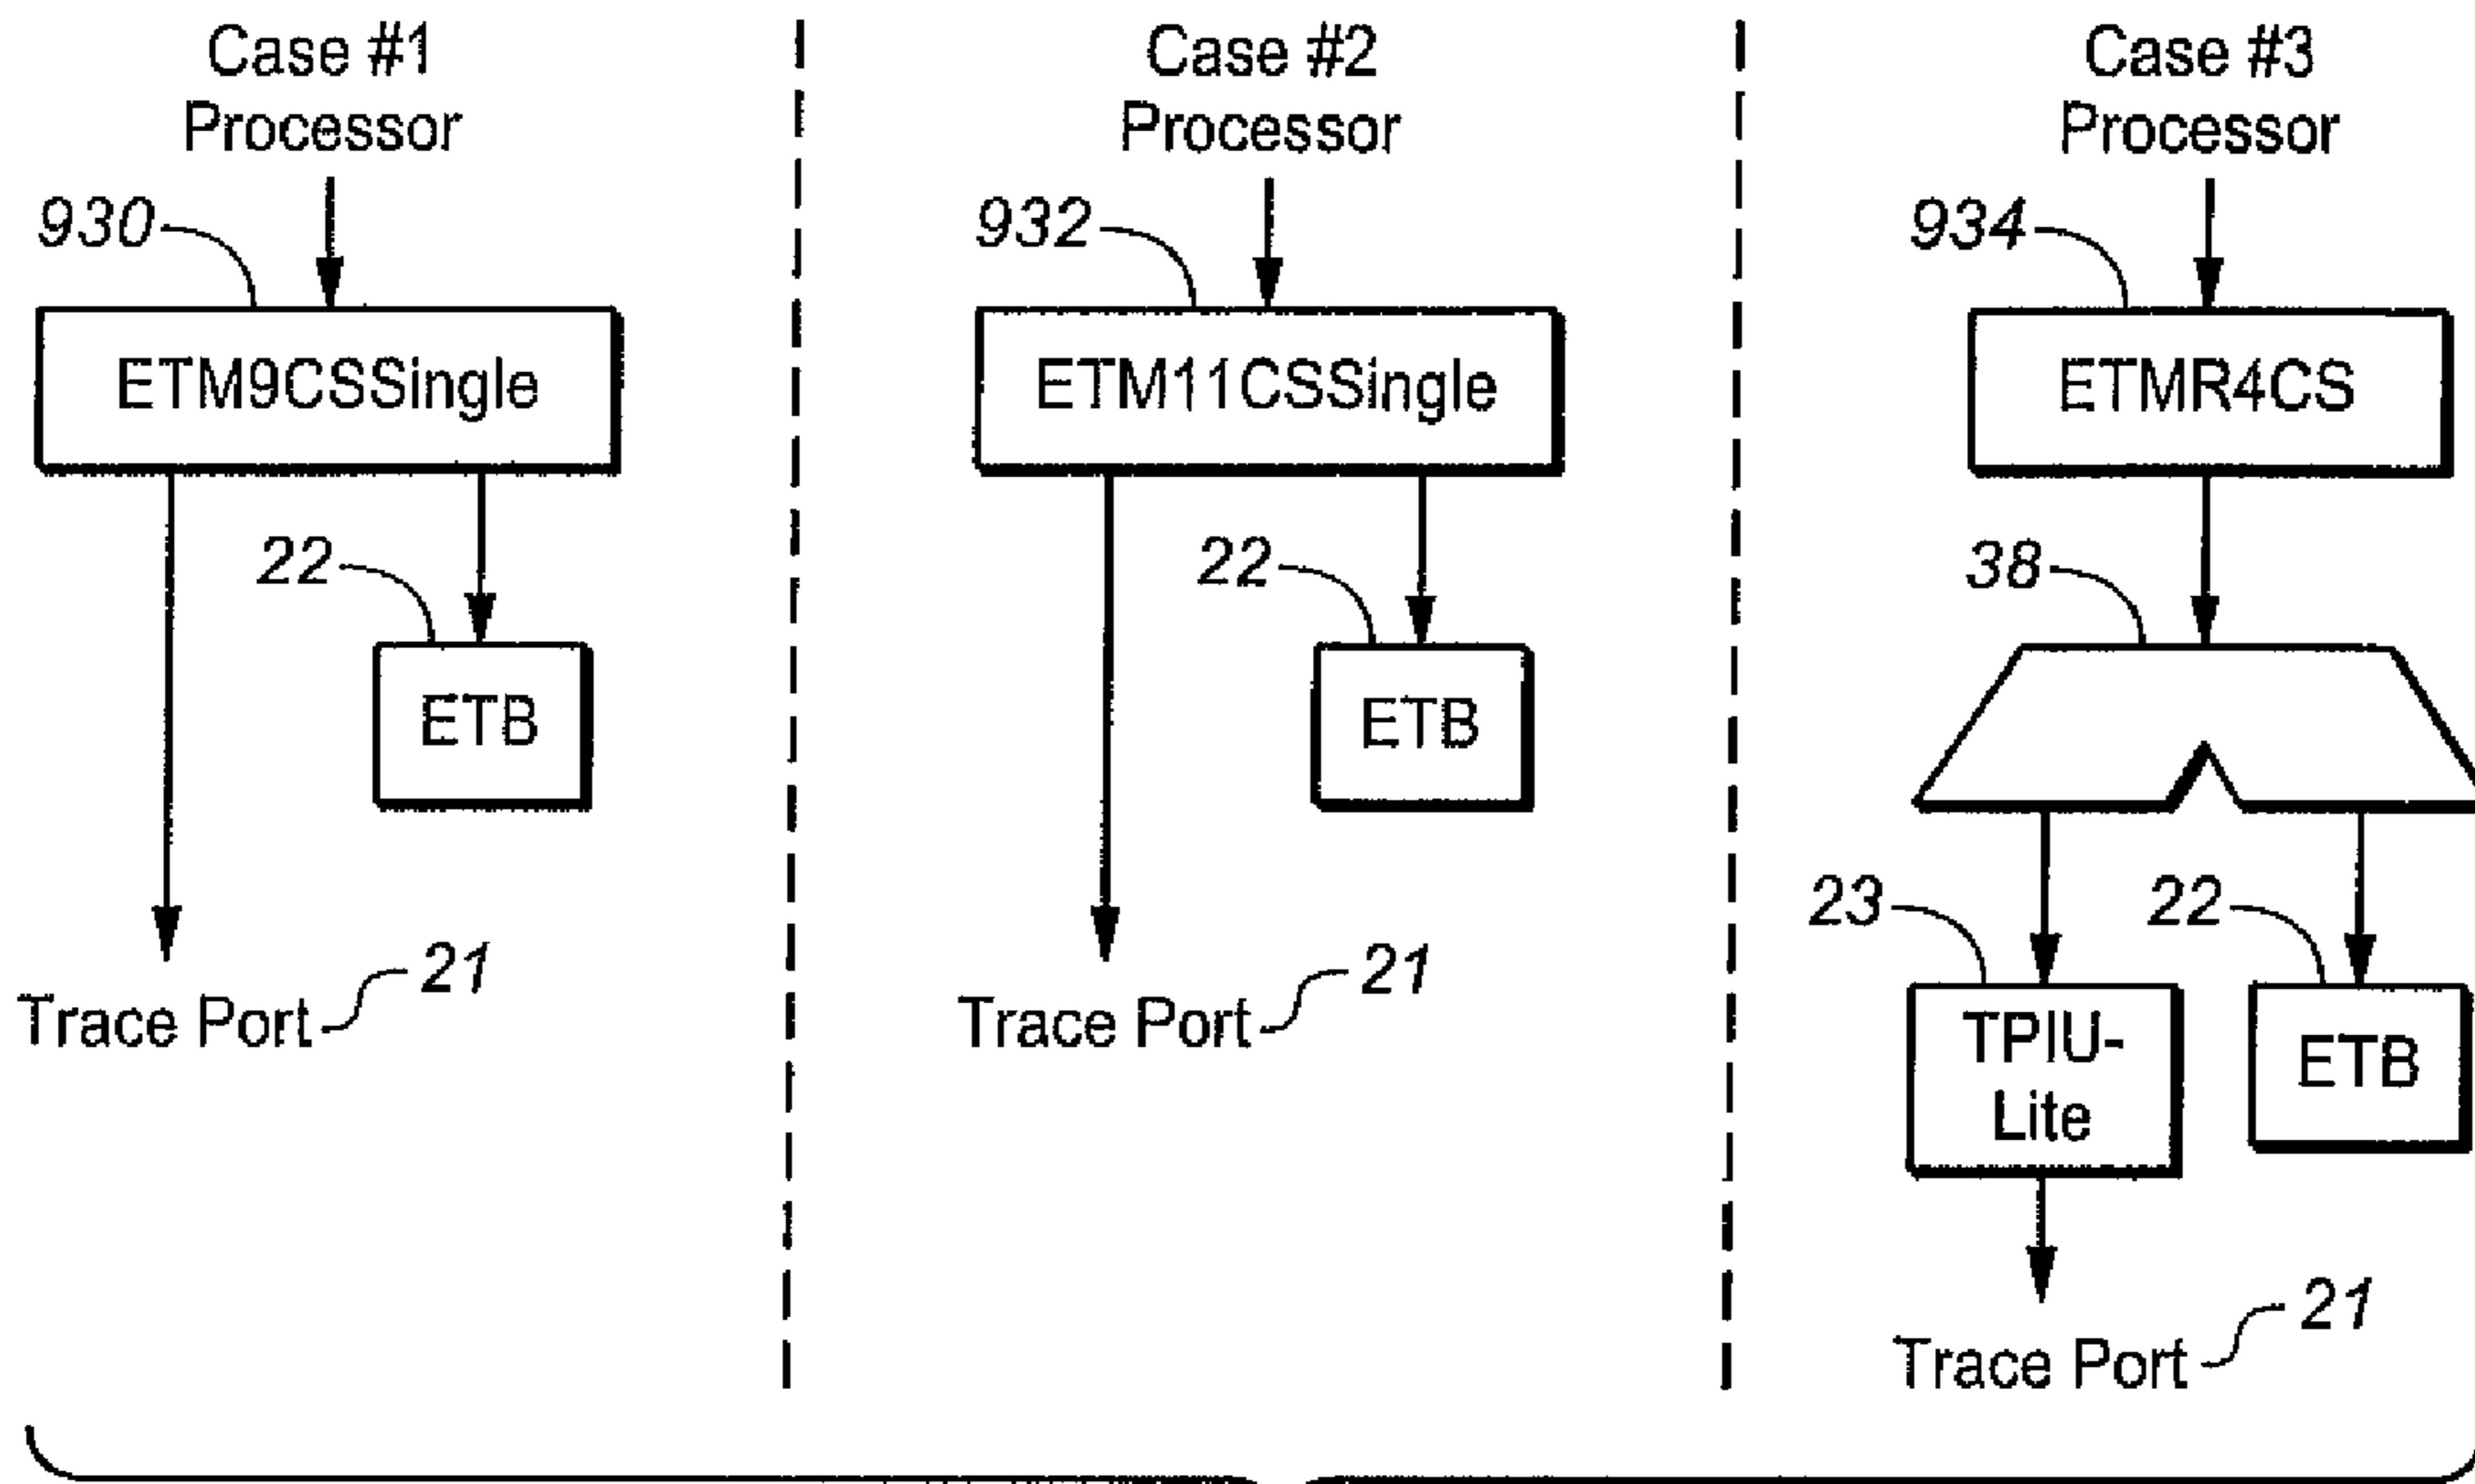 Case #1
Processor
930
ETM9CSSingle
22
ETB
21
Trace Port
Case #2
Processor
932
ETM11CSSingle
22
ETB
21
Trace Port
Case #3
Processor
934
ETMR4CS
38
23
22
TPIU-
Lite
ETB
21
Trace Port